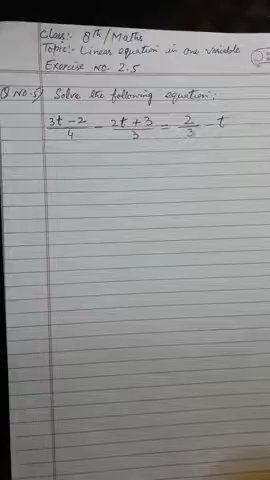 Class:- 8th/Maths
Topic:- Linear equation in one variable
Exercise No. 2.5
Q No.5) Solve the following equation:
3t-2/4 - 2t+3/3 = 2/3 - t